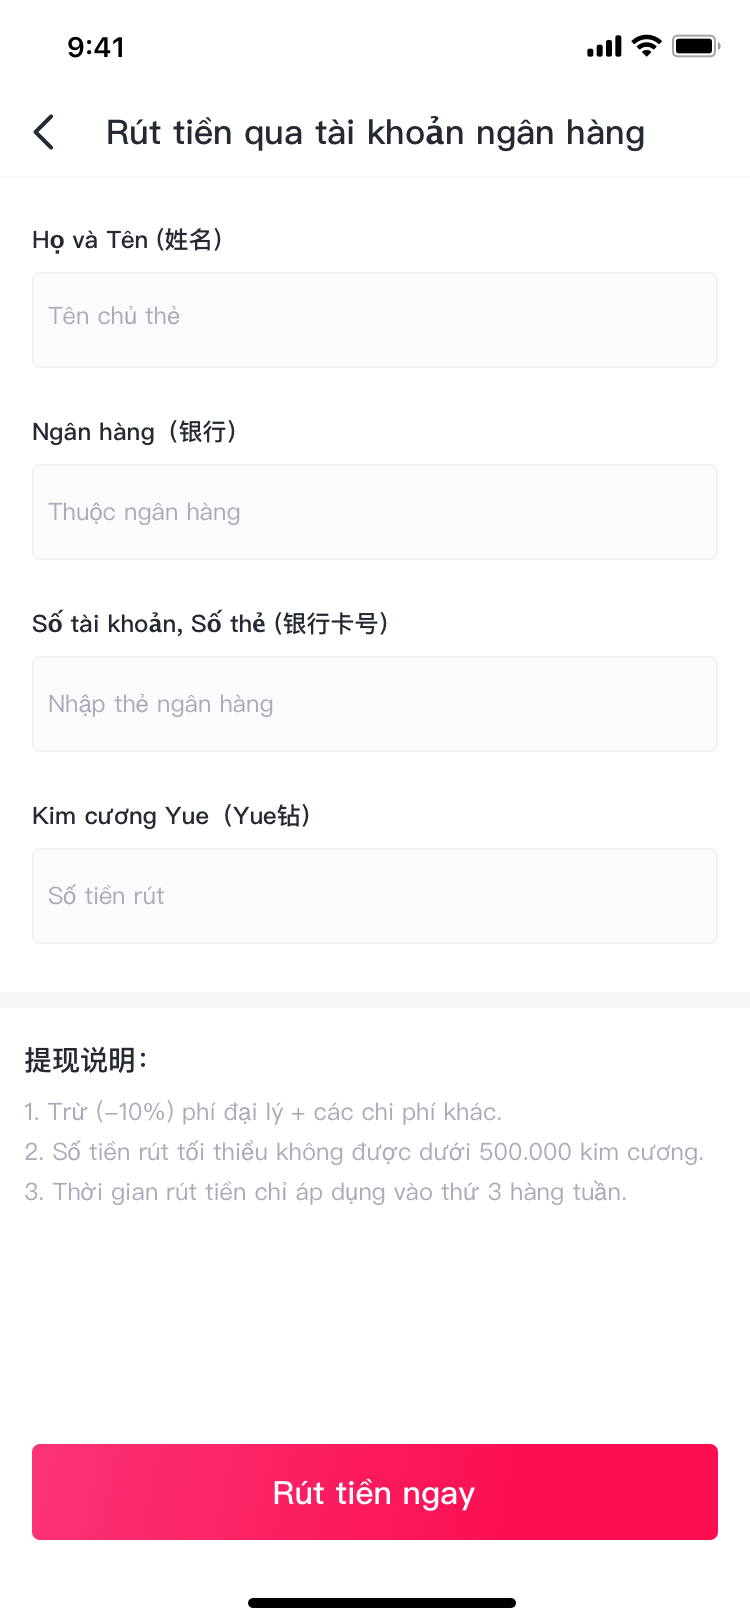 9:41
Rút tiền qua tài khoản ngân hàng
Họ và Tên (姓名)
Tên chủ thẻ
Ngân hàng（银行）
Thuộc ngân hàng
Số tài khoản, Số thẻ (银行卡号)
Nhập thẻ ngân hàng
Kim cương Yue（Yue钻）
Số tiền rút
提现说明：
1. Trừ (-10%) phí đại lý + các chi phí khác.
2. Số tiền rút tối thiểu không được dưới 500.000 kim cương.
3. Thời gian rút tiền chỉ áp dụng vào thứ 3 hàng tuần.
Rút tiền ngay